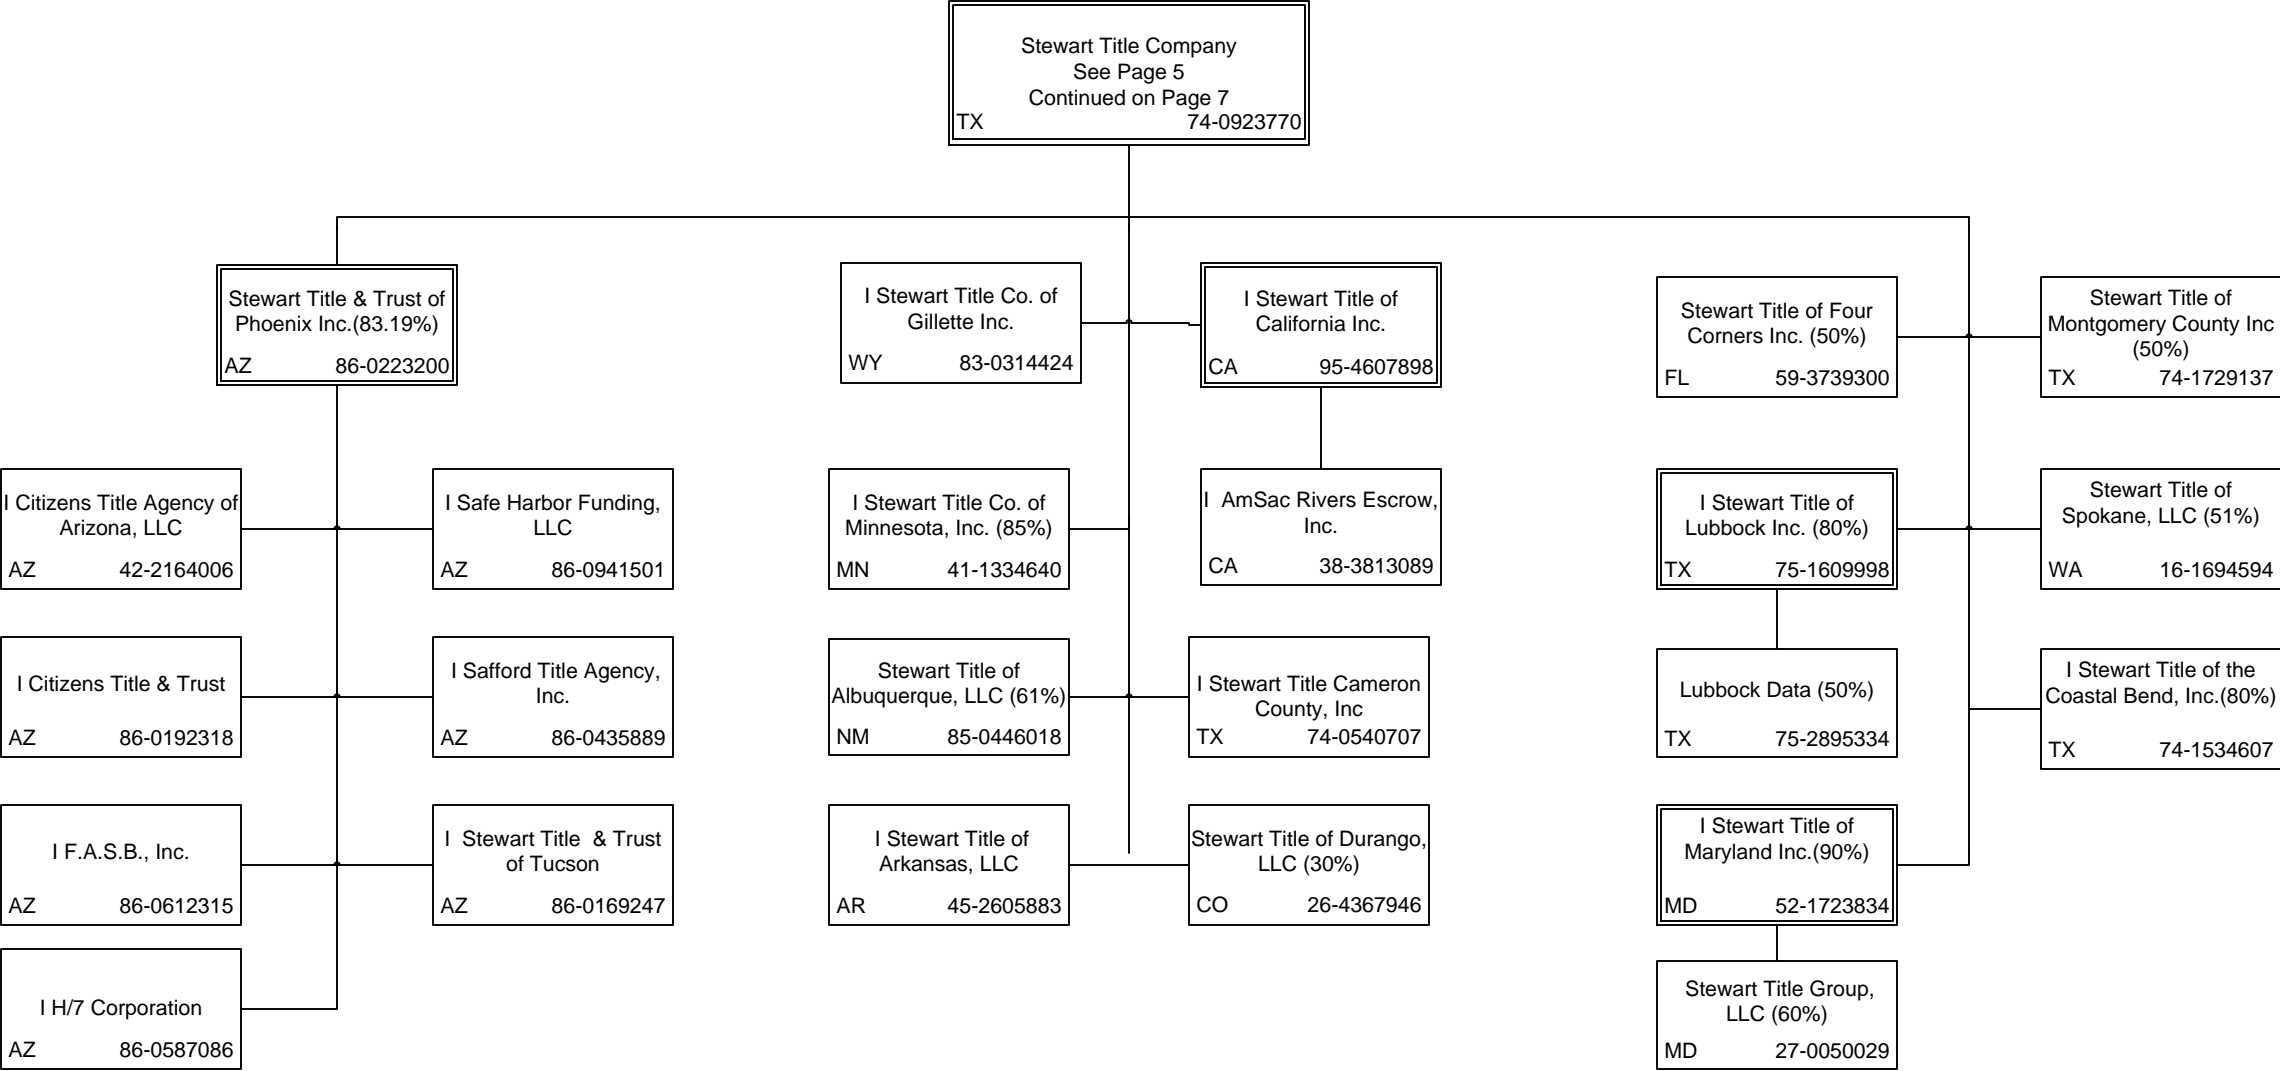 Stewart Title Company
See Page 5
Continued on Page 7
TX 74-0923770
Stewart Title & Trust of
Phoenix Inc.(83.19%)
AZ 86-0223200
I Citizens Title Agency of
Arizona, LLC
AZ 42-2164006
I Safe Harbor Funding,
LLC
AZ 86-0941501
I Citizens Title & Trust
AZ 86-0192318
I Safford Title Agency,
Inc.
AZ 86-0435889
I F.A.S.B., Inc.
AZ 86-0612315
I Stewart Title & Trust
of Tucson
AZ 86-0169247
I H/7 Corporation
AZ 86-0587086
I Stewart Title Co. of
Gillette Inc.
WY 83-0314424
I Stewart Title of
California Inc.
CA 95-4607898
I Stewart Title Co. of
Minnesota, Inc. (85%)
MN 41-1334640
I AmSac Rivers Escrow,
Inc.
CA 38-3813089
Stewart Title of
Albuquerque, LLC (61%)
NM 85-0446018
I Stewart Title Cameron
County, Inc
TX 74-0540707
I Stewart Title of
Arkansas, LLC
AR 45-2605883
Stewart Title of Durango,
LLC (30%)
CO 26-4367946
Stewart Title of Four
Corners Inc. (50%)
FL 59-3739300
Stewart Title of
Montgomery County Inc
(50%)
TX 74-1729137
I Stewart Title of
Lubbock Inc. (80%)
TX 75-1609998
Stewart Title of
Spokane, LLC (51%)
WA 16-1694594
Lubbock Data (50%)
TX 75-2895334
I Stewart Title of the
Coastal Bend, Inc.(80%)
TX 74-1534607
I Stewart Title of
Maryland Inc.(90%)
MD 52-1723834
Stewart Title Group,
LLC (60%)
MD 27-0050029